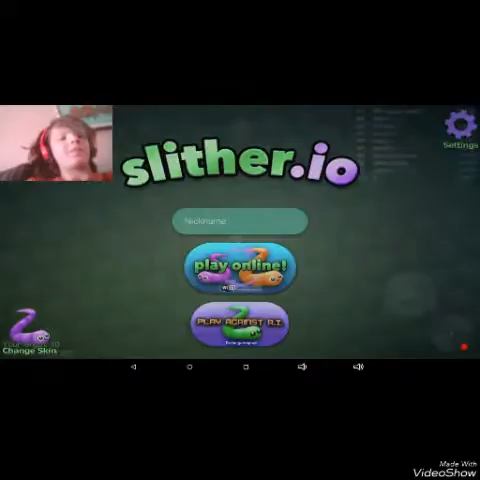 slither.io
Settings
Nickname
play online!
PLAY AGAINST A.I.
Change Skin
Made With
VideoShow